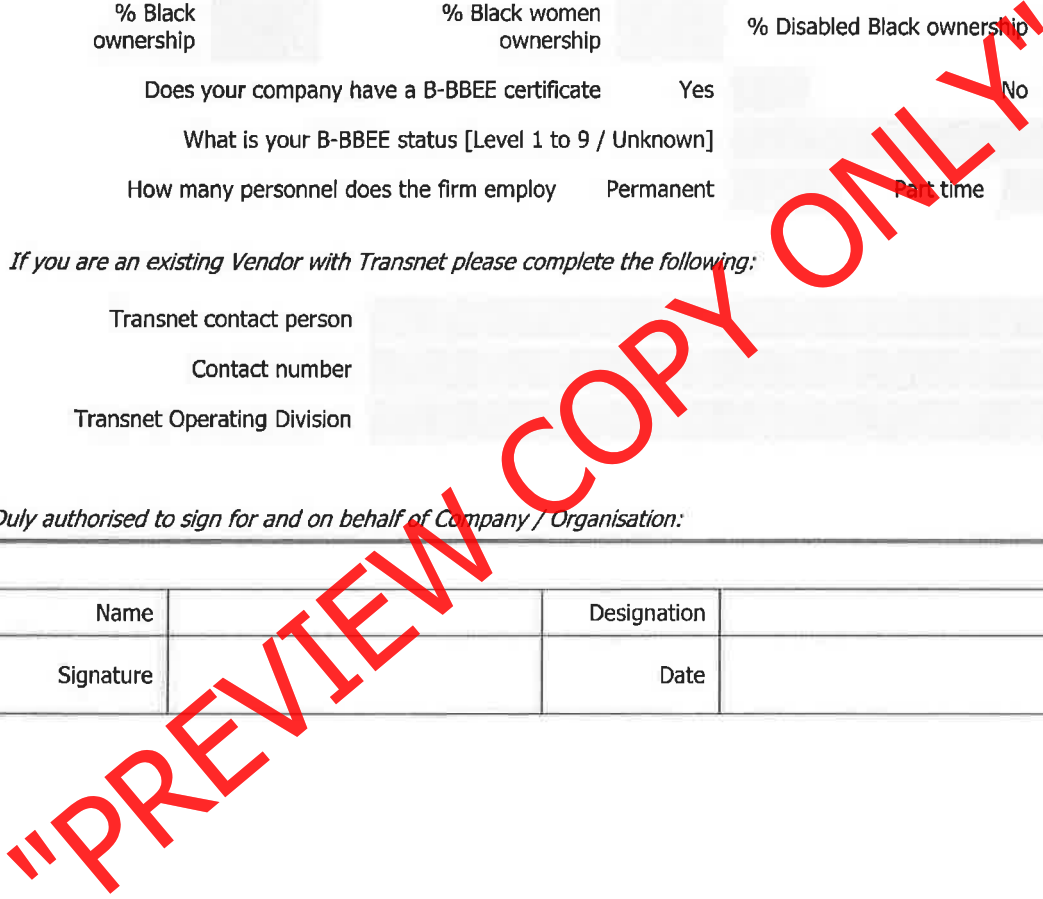 % Black % Black women % Disabled Black ownership
ownership ownership
Does your company have a B-BBEE certificate Yes No
What is your B-BBEE status [Level 1 to 9 / Unknown]
How many personnel does the firm employ Permanent Part time
If you are an existing Vendor with Transnet please complete the following:
Transnet contact person
Contact number
Transnet Operating Division
Duly authorised to sign for and on behalf of Company / Organisation:
Name Designation
Signature Date
"PREVIEW COPY ONLY"